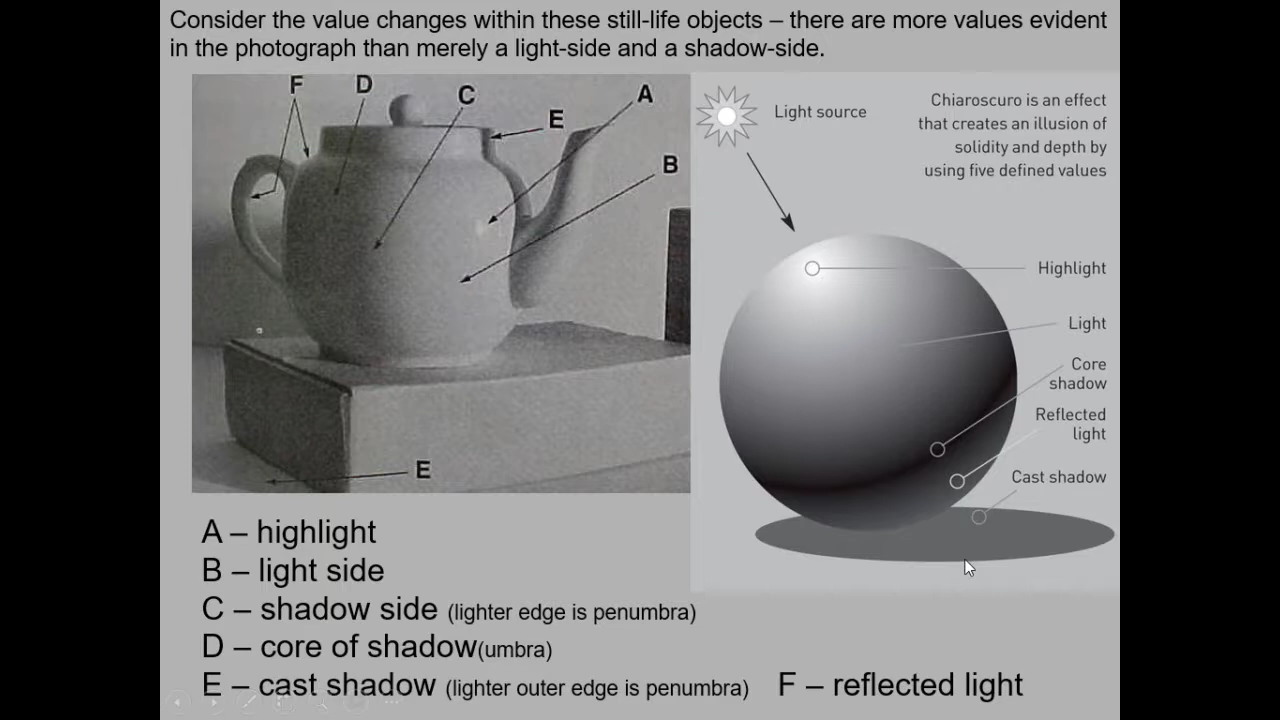 Consider the value changes within these still-life objects – there are more values evident
in the photograph than merely a light-side and a shadow-side.
F
D
C
A
E
B
E
Light source
Chiaroscuro is an effect
that creates an illusion of
solidity and depth by
using five defined values
Highlight
Light
Core
shadow
Reflected
light
Cast shadow
A – highlight
B – light side
C – shadow side (lighter edge is penumbra)
D – core of shadow(umbra)
E – cast shadow (lighter outer edge is penumbra) F – reflected light